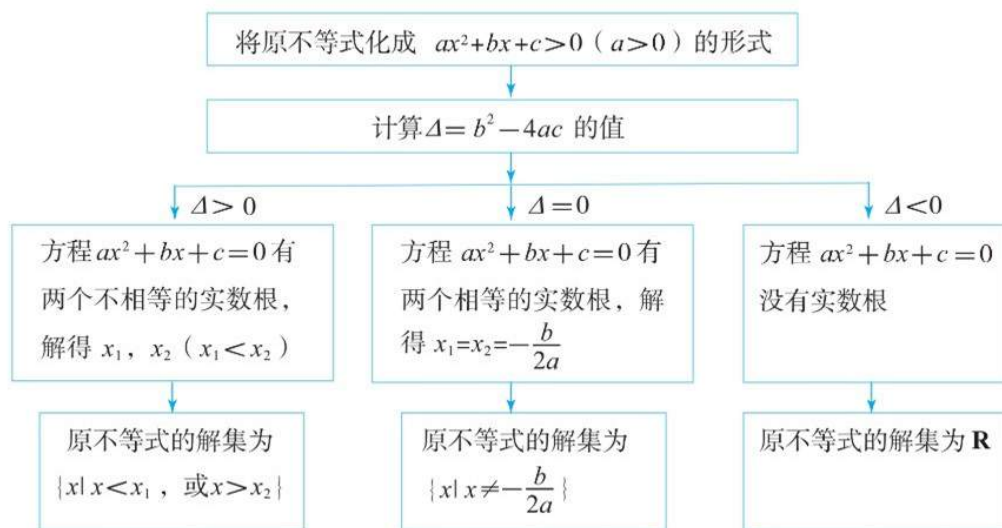 将原不等式化成 ax²+bx+c>0（a>0）的形式
计算Δ=b²−4ac 的值
Δ>0
Δ=0
Δ<0
方程ax²+bx+c=0有
两个不相等的实数根，
解得 x₁，x₂（x₁<x₂）
方程 ax²+bx+c=0有
两个相等的实数根，解
得 x₁=x₂=−b/2a
方程 ax²+bx+c=0
没有实数根
原不等式的解集为
{x|x<x₁，或x>x₂}
原不等式的解集为
{x|x≠−b/2a}
原不等式的解集为 R